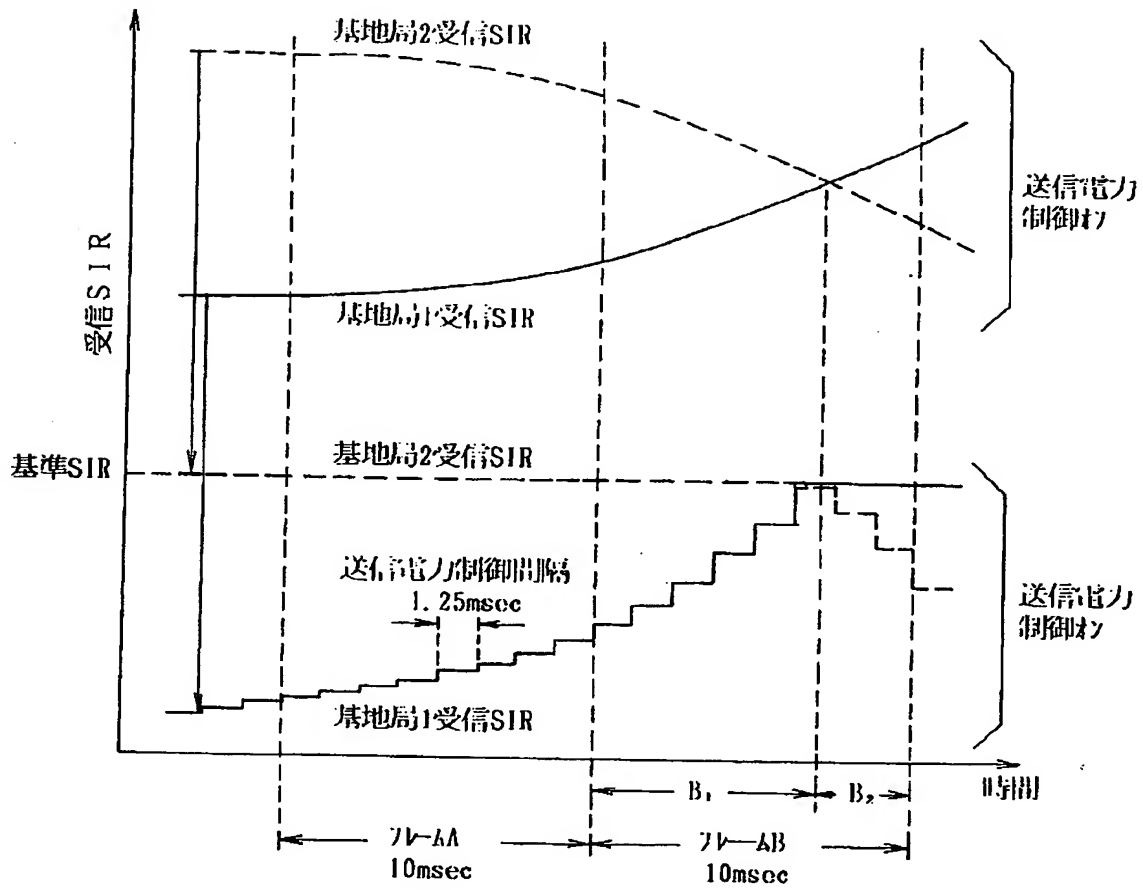 基地局2受信SIR
送信電力
制御オン
受信SIR
基地局1受信SIR
基準SIR
基地局2受信SIR
送信電力制御間隔
1.25msec
送信電力
制御オン
基地局1受信SIR
B₁
B₂
時間
フレームA
10msec
フレームB
10msec